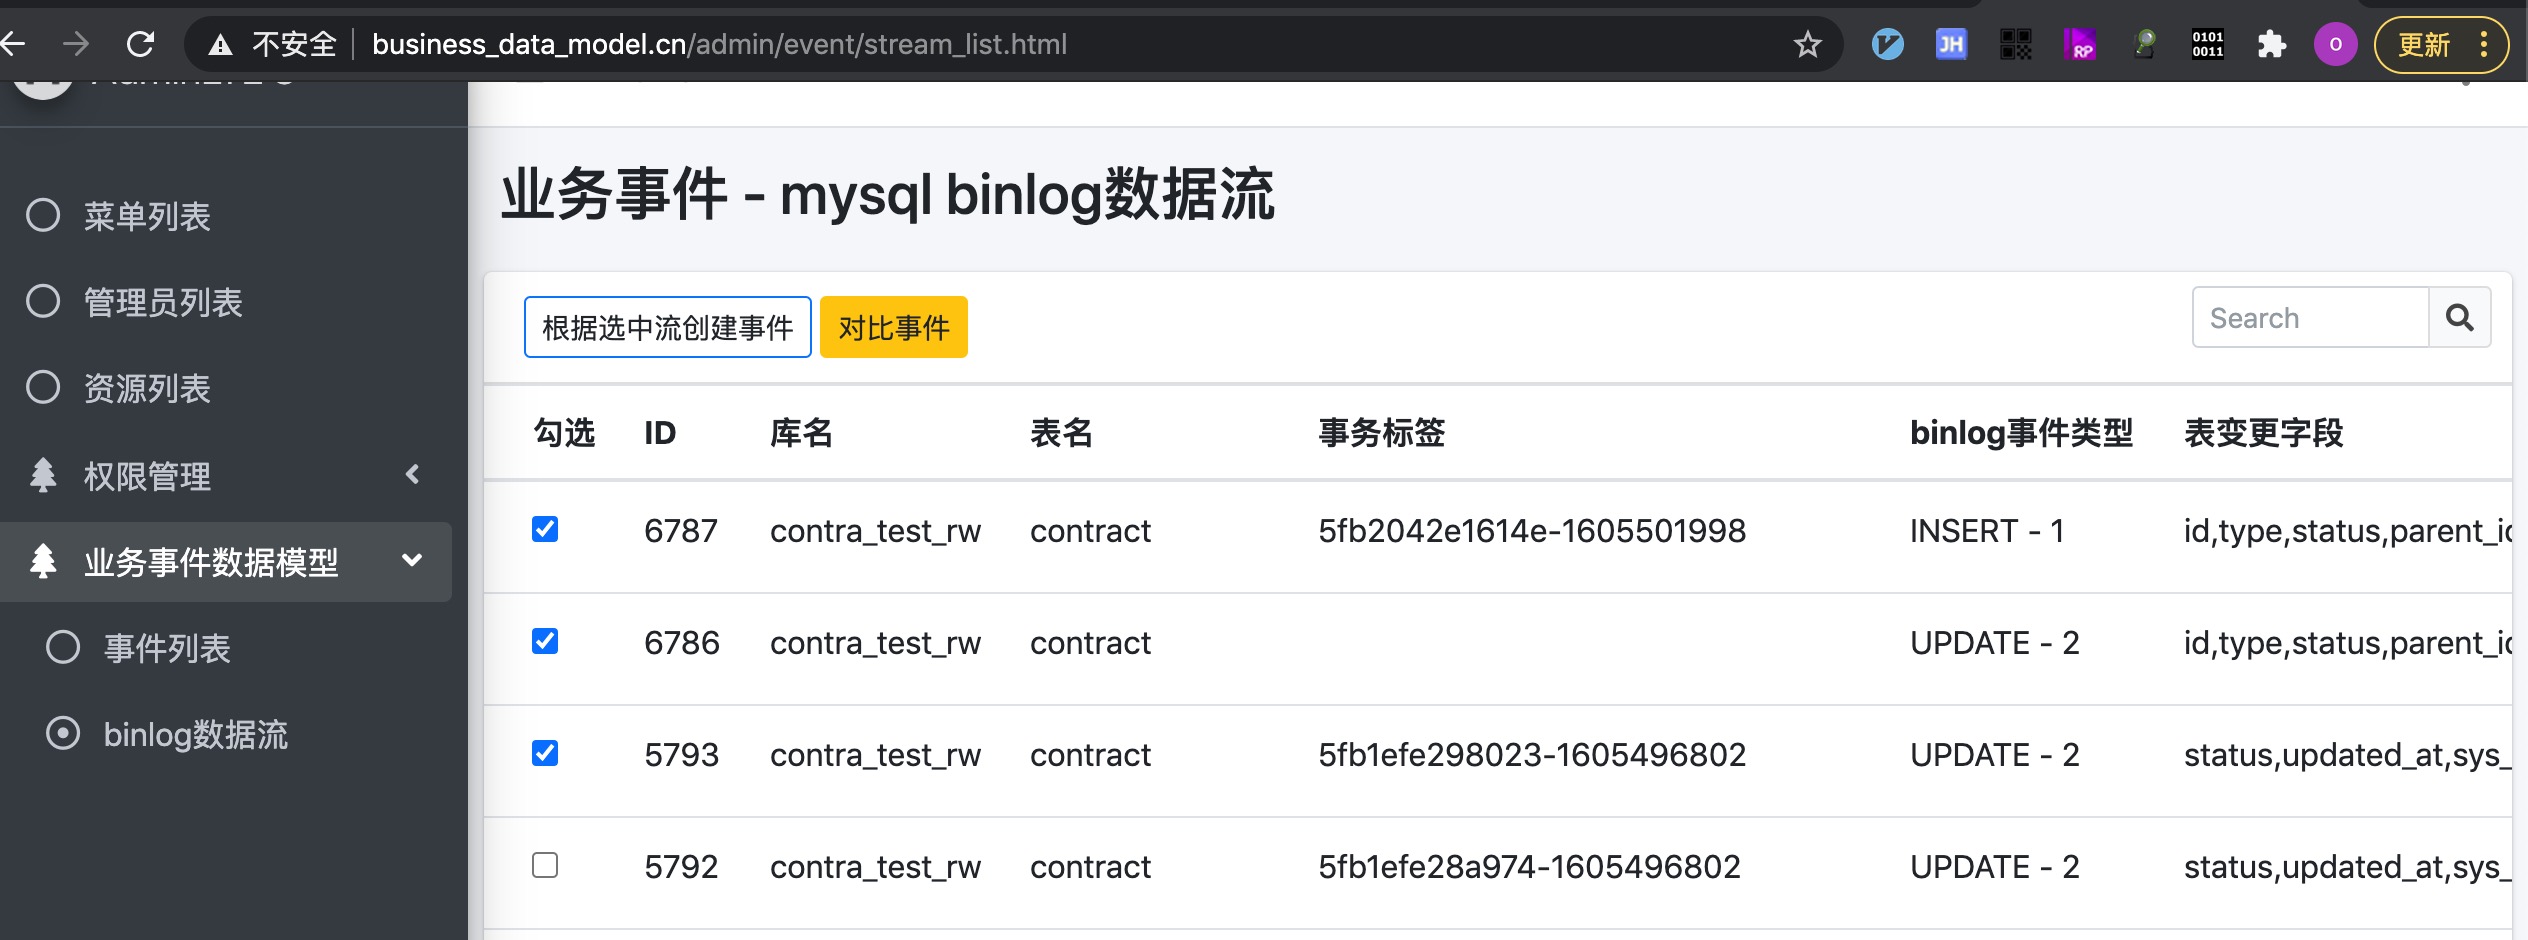 不安全 business_data_model.cn/admin/event/stream_list.html
JH
RP
0101
0011
O
更新
菜单列表
管理员列表
资源列表
权限管理
业务事件数据模型
事件列表
binlog数据流
业务事件 - mysql binlog数据流
根据选中流创建事件 对比事件
Search
勾选 ID 库名 表名 事务标签 binlog事件类型 表变更字段
6787 contra_test_rw contract 5fb2042e1614e-1605501998 INSERT - 1 id,type,status,parent_id
6786 contra_test_rw contract UPDATE - 2 id,type,status,parent_id
5793 contra_test_rw contract 5fb1efe298023-1605496802 UPDATE - 2 status,updated_at,sys_
5792 contra_test_rw contract 5fb1efe28a974-1605496802 UPDATE - 2 status,updated_at,sys_